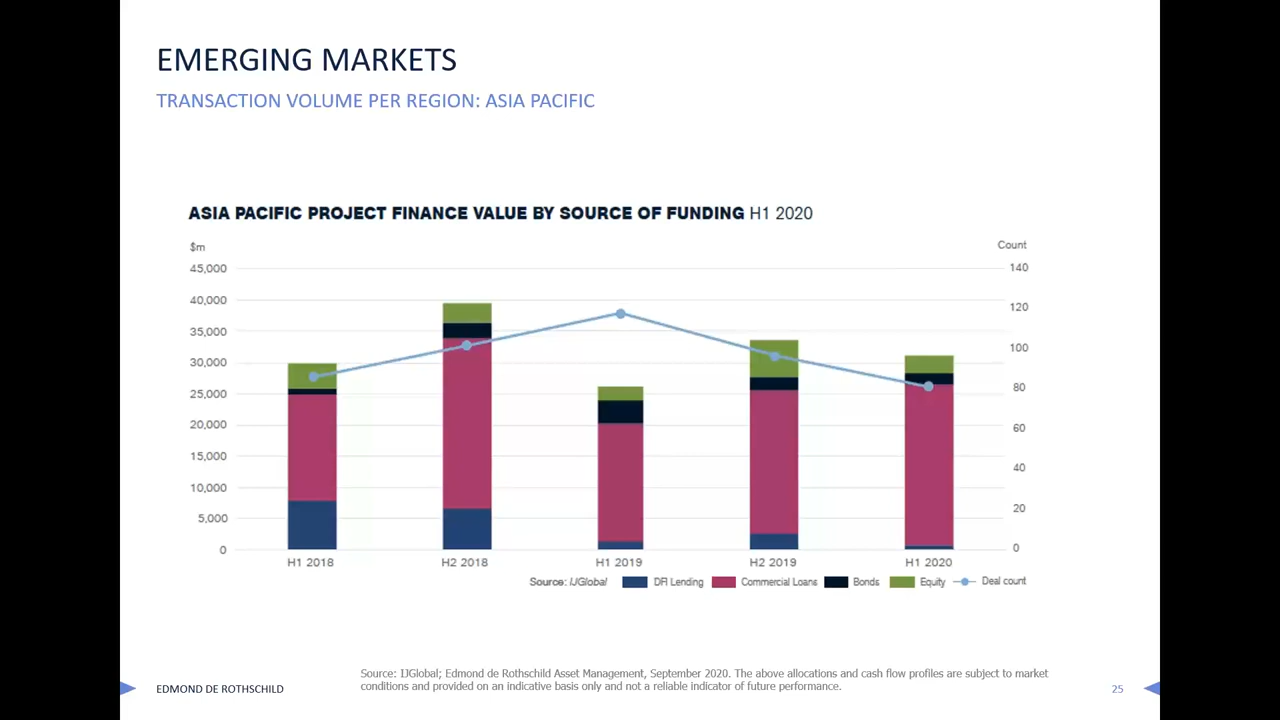 EMERGING MARKETS
TRANSACTION VOLUME PER REGION: ASIA PACIFIC
ASIA PACIFIC PROJECT FINANCE VALUE BY SOURCE OF FUNDING H1 2020
$m
Count
45,000
40,000
35,000
30,000
25,000
20,000
15,000
10,000
5,000
0
140
120
100
80
60
40
20
0
H1 2018
H2 2018
H1 2019
H2 2019
H1 2020
Source: IJGlobal
DFI Lending
Commercial Loans
Bonds
Equity
Deal count
Source: IJGlobal; Edmond de Rothschild Asset Management, September 2020. The above allocations and cash flow profiles are subject to market
conditions and provided on an indicative basis only and not a reliable indicator of future performance.
EDMOND DE ROTHSCHILD
25